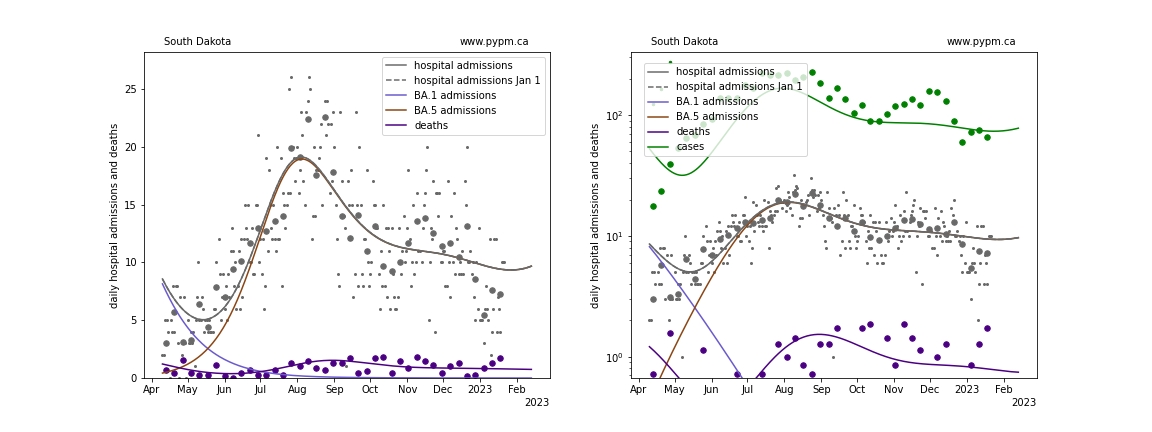 South Dakota www.pypm.ca
hospital admissions
hospital admissions Jan 1
BA.1 admissions
BA.5 admissions
deaths
daily hospital admissions and deaths
25
20
15
10
5
0
Apr May Jun Jul Aug Sep Oct Nov Dec 2023 Feb
2023
South Dakota www.pypm.ca
hospital admissions
hospital admissions Jan 1
BA.1 admissions
BA.5 admissions
deaths
cases
daily hospital admissions and deaths
10²
10¹
10⁰
Apr May Jun Jul Aug Sep Oct Nov Dec 2023 Feb
2023